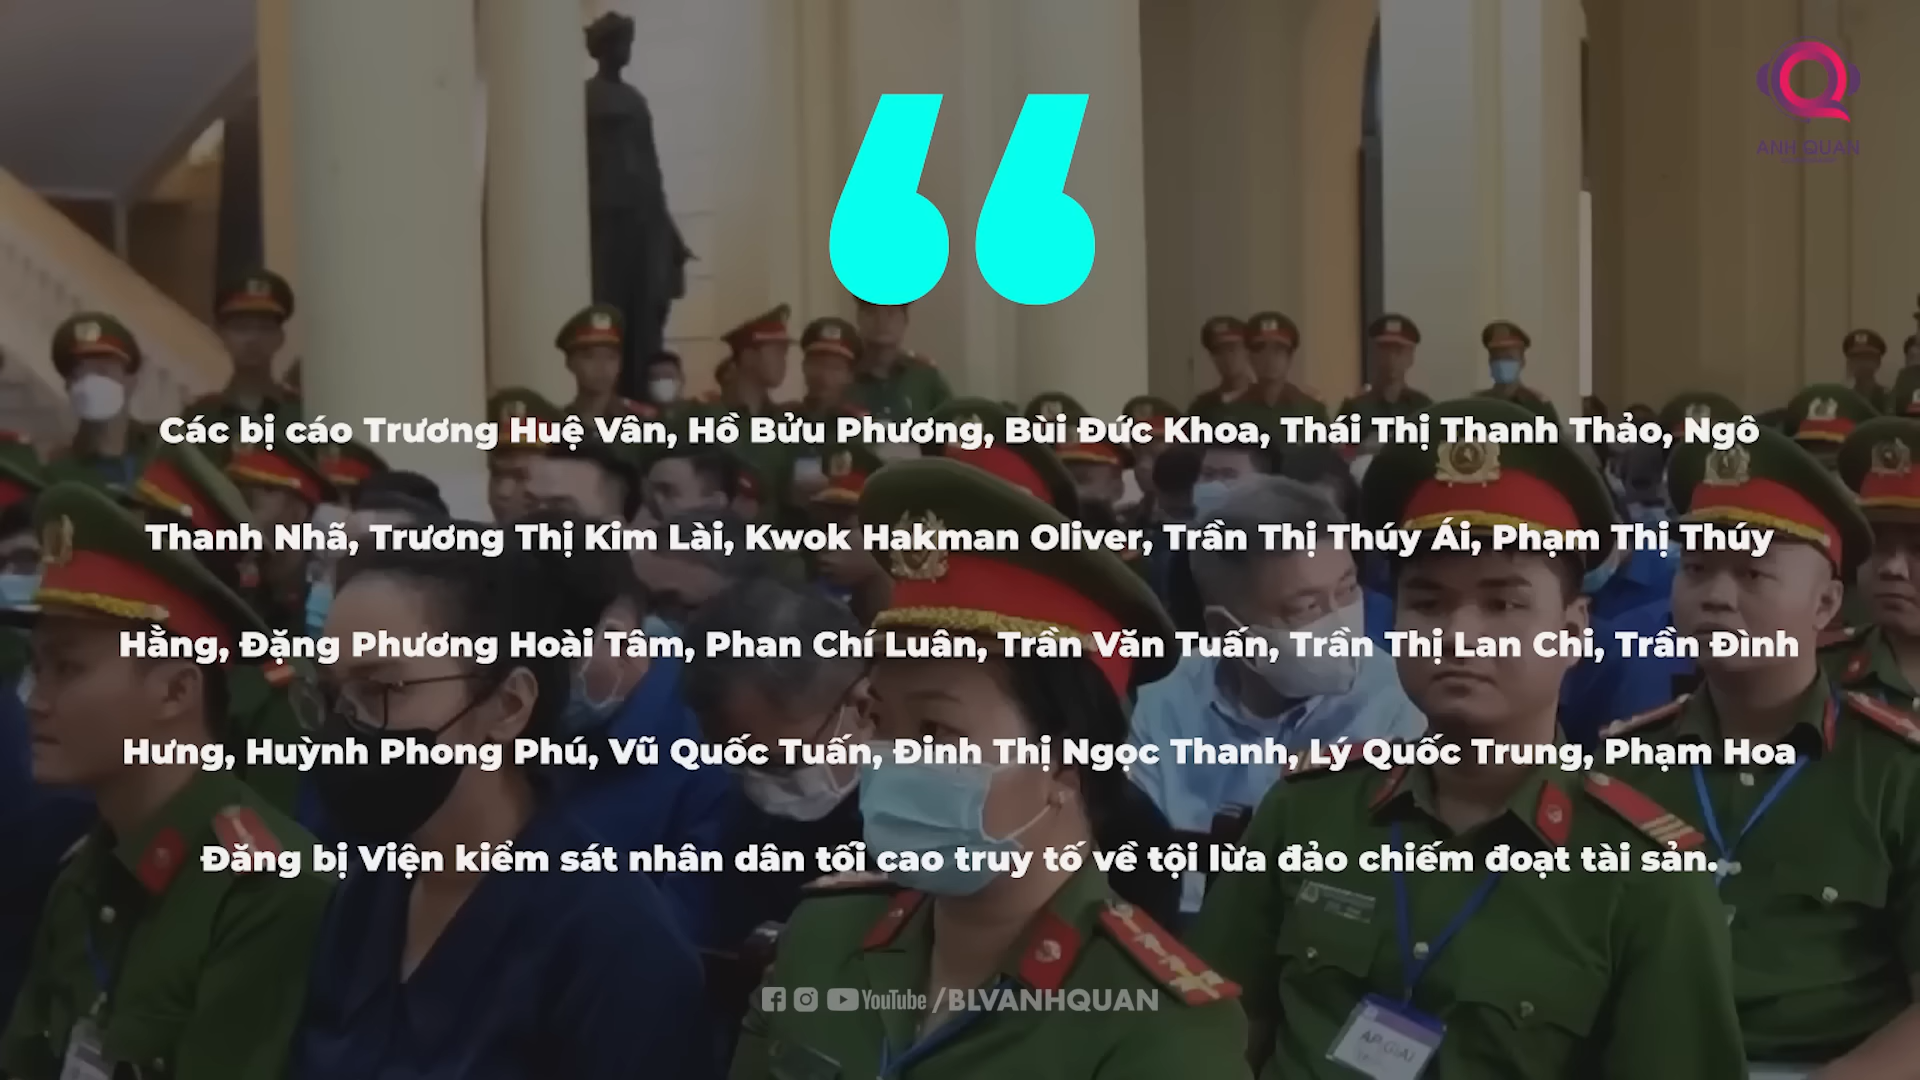 ANH QUAN
Các bị cáo Trương Huệ Vân, Hồ Bửu Phương, Bùi Đức Khoa, Thái Thị Thanh Thảo, Ngô
Thanh Nhã, Trương Thị Kim Lài, Kwok Hakman Oliver, Trần Thị Thúy Ái, Phạm Thị Thúy
Hằng, Đặng Phương Hoài Tâm, Phan Chí Luân, Trần Văn Tuấn, Trần Thị Lan Chi, Trần Đình
Hưng, Huỳnh Phong Phú, Vũ Quốc Tuấn, Đinh Thị Ngọc Thanh, Lý Quốc Trung, Phạm Hoa
Đăng bị Viện kiểm sát nhân dân tối cao truy tố về tội lừa đảo chiếm đoạt tài sản.
YouTube /BLVANHQUAN
AP GIAI